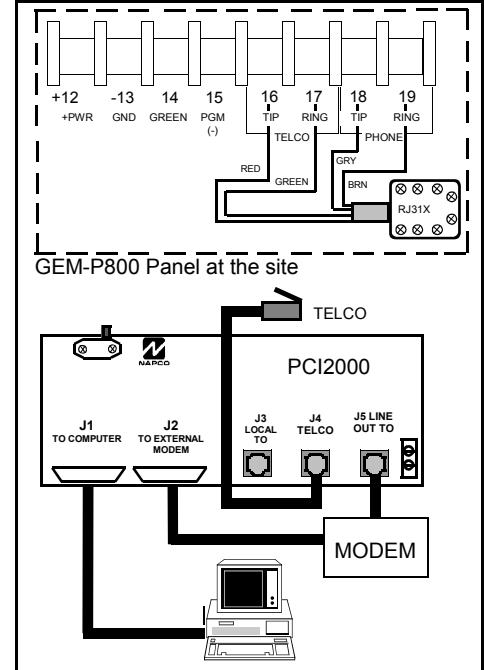 +12 -13 14 15 16 17 18 19
+PWR GND GREEN PGM TIP RING TIP RING
(-) TELCO PHONE
GRY
RED
GREEN BRN
RJ31X
GEM-P800 Panel at the site
TELCO
NAPCO
PCI2000
J1
TO COMPUTER
J2
TO EXTERNAL
MODEM
J3
LOCAL
TO
J4
TELCO
J5 LINE
OUT TO
MODEM